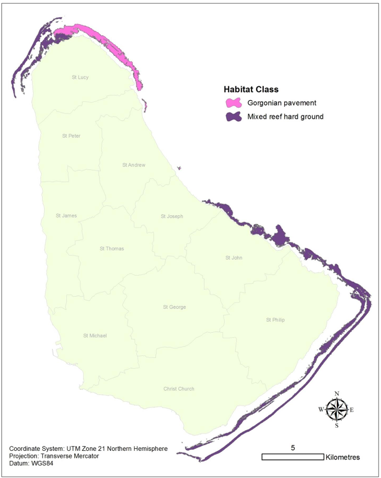 Habitat Class
Gorgonian pavement
Mixed reef hard ground
St Lucy
St Peter
St Andrew
St James
St Joseph
St Thomas
St John
St George
St Philip
St Michael
Christ Church
N
W E
S
Coordinate System: UTM Zone 21 Northern Hemisphere
Projection: Transverse Mercator
Datum: WGS84
5
Kilometres